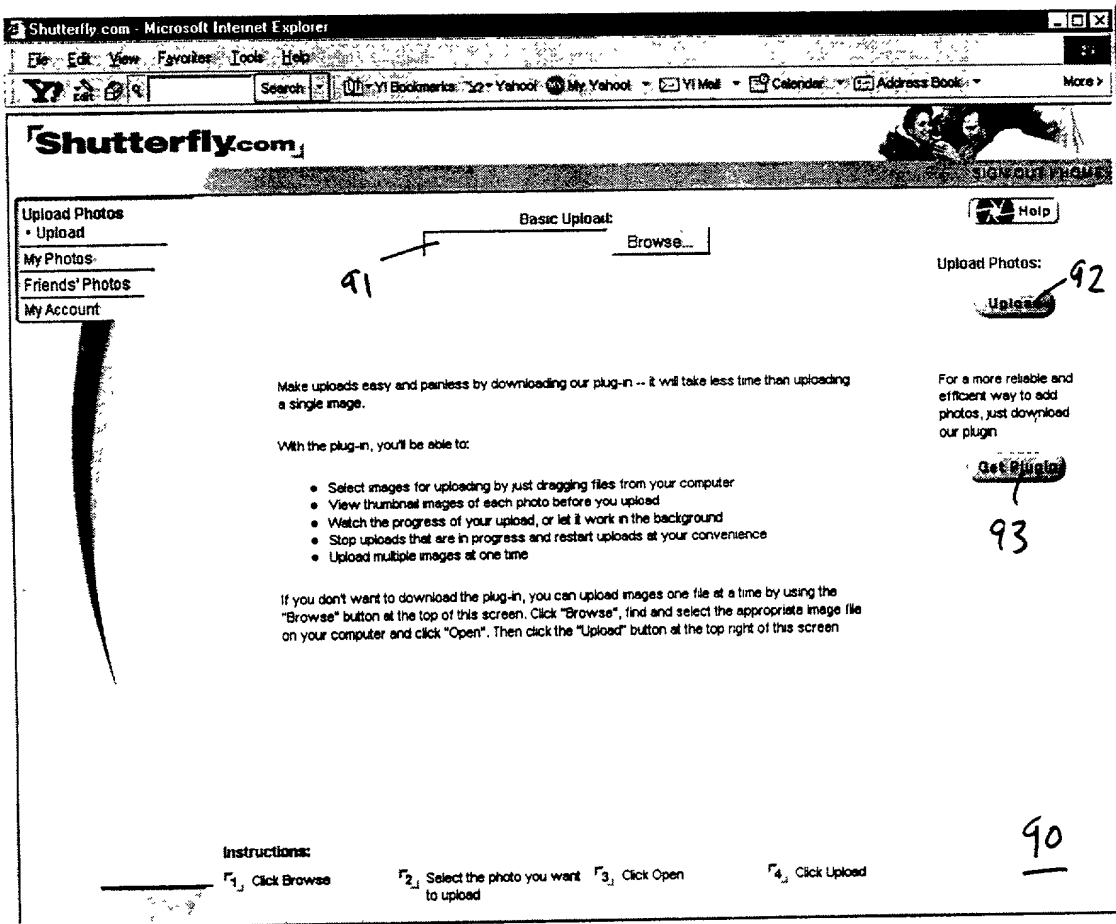 Shutterfly.com - Microsoft Internet Explorer
File Edit View Favorites Tools Help
Y! Edit Search Y! Bookmarks Yahoo! My Yahoo! Y! Mail Calendar Address Book More >
Shutterfly.com
SIGN OUT HOME
Upload Photos
• Upload
My Photos
Friends' Photos
My Account
Basic Upload:
Browse...
91
Help
Upload Photos:
92
Upload
Make uploads easy and painless by downloading our plug-in -- it will take less time than uploading
a single image.
With the plug-in, you'll be able to:
• Select images for uploading by just dragging files from your computer
• View thumbnail images of each photo before you upload
• Watch the progress of your upload, or let it work in the background
• Stop uploads that are in progress and restart uploads at your convenience
• Upload multiple images at one time
If you don't want to download the plug-in, you can upload images one file at a time by using the
"Browse" button at the top of this screen. Click "Browse", find and select the appropriate image file
on your computer and click "Open". Then click the "Upload" button at the top right of this screen
For a more reliable and
efficient way to add
photos, just download
our plugin
Get Plugin
93
90
Instructions:
1 Click Browse
2 Select the photo you want
to upload
3 Click Open
4 Click Upload